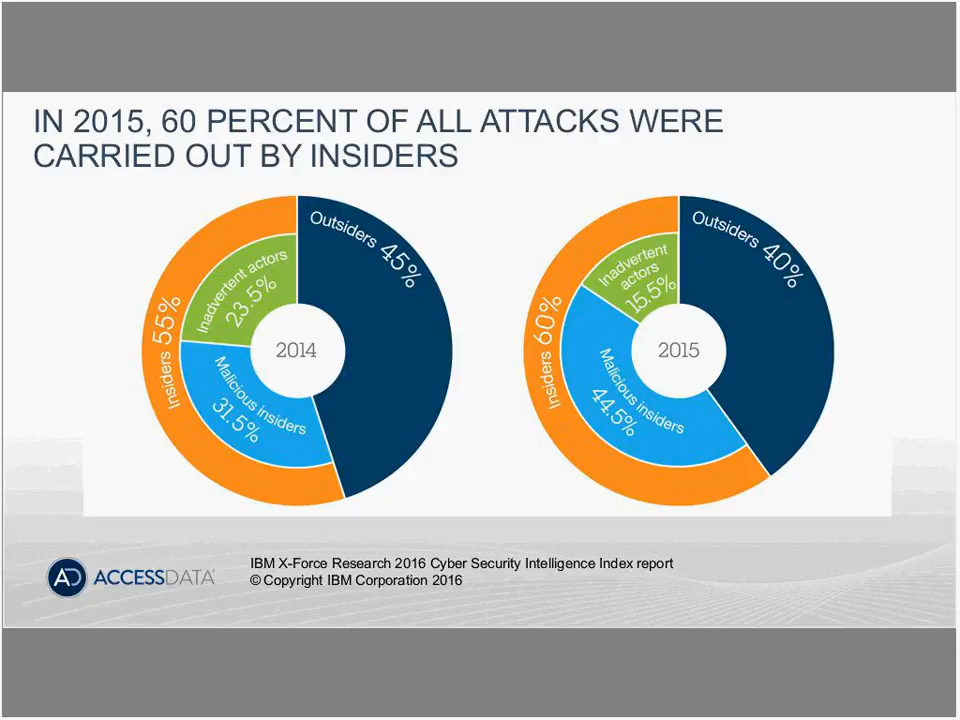 IN 2015, 60 PERCENT OF ALL ATTACKS WERE
CARRIED OUT BY INSIDERS
Outsiders 45%
Inadvertent actors
23.5%
Insiders 55%
2014
Malicious insiders
31.5%
Outsiders 40%
Inadvertent
actors
15.5%
Insiders 60%
2015
Malicious insiders
44.5%
IBM X-Force Research 2016 Cyber Security Intelligence Index report
© Copyright IBM Corporation 2016
AD ACCESSDATA